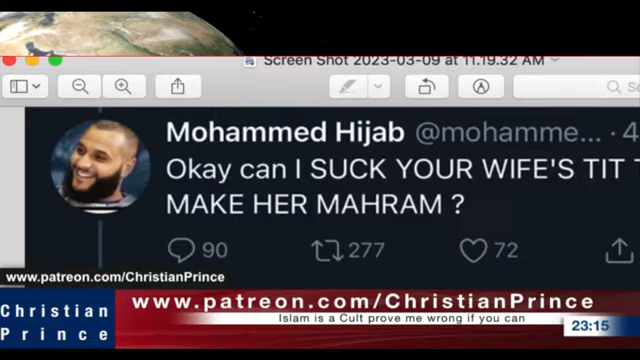 Screen Shot 2023-03-09 at 11.19.32 AM
Mohammed Hijab @mohamme... · 4
Okay can I SUCK YOUR WIFE'S TIT T
MAKE HER MAHRAM ?
90 277 72
www.patreon.com/ChristianPrince
Christian
Prince
www.patreon.com/ChristianPrince
Islam is a Cult prove me wrong if you can
23:15